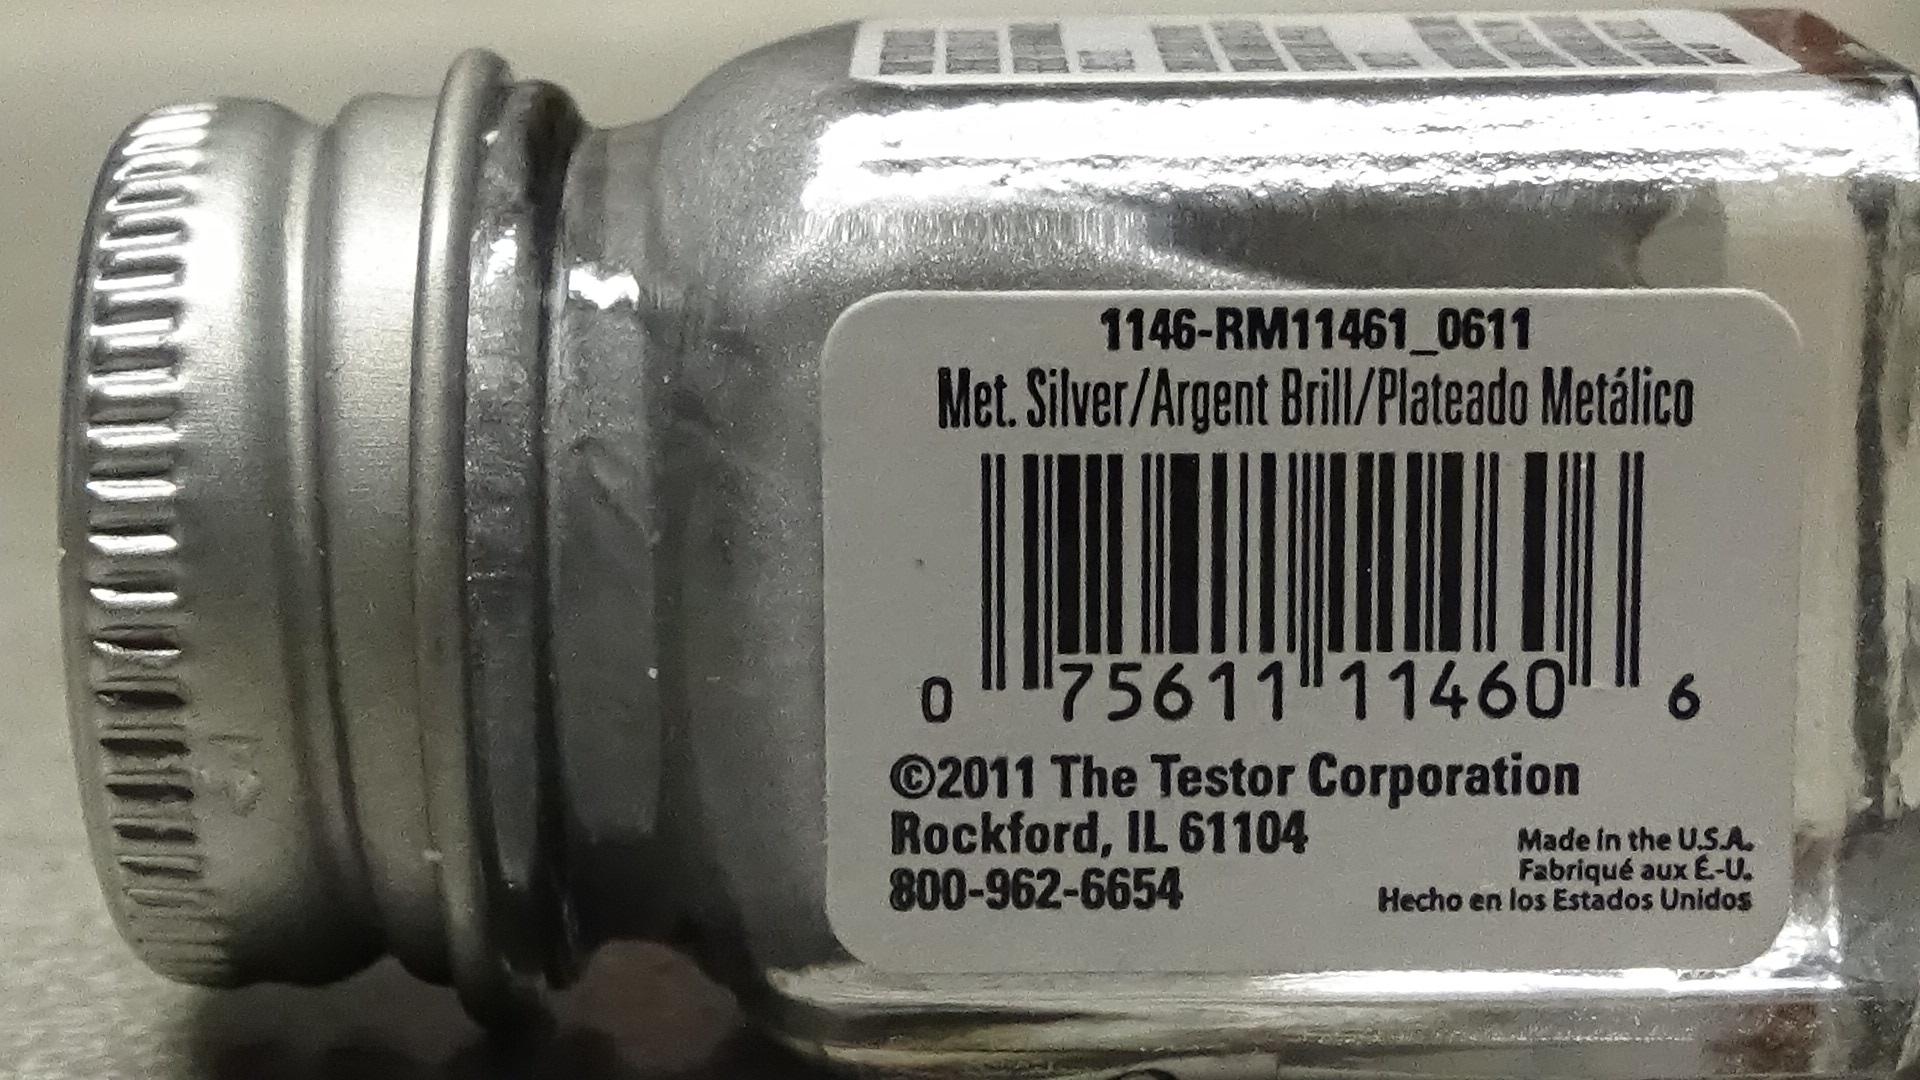 1146-RM11461_0611
Met. Silver/Argent Brill/Plateado Metálico
0 75611 11460 6
©2011 The Testor Corporation
Rockford, IL 61104
800-962-6654
Made in the U.S.A.
Fabriqué aux É.-U.
Hecho en los Estados Unidos